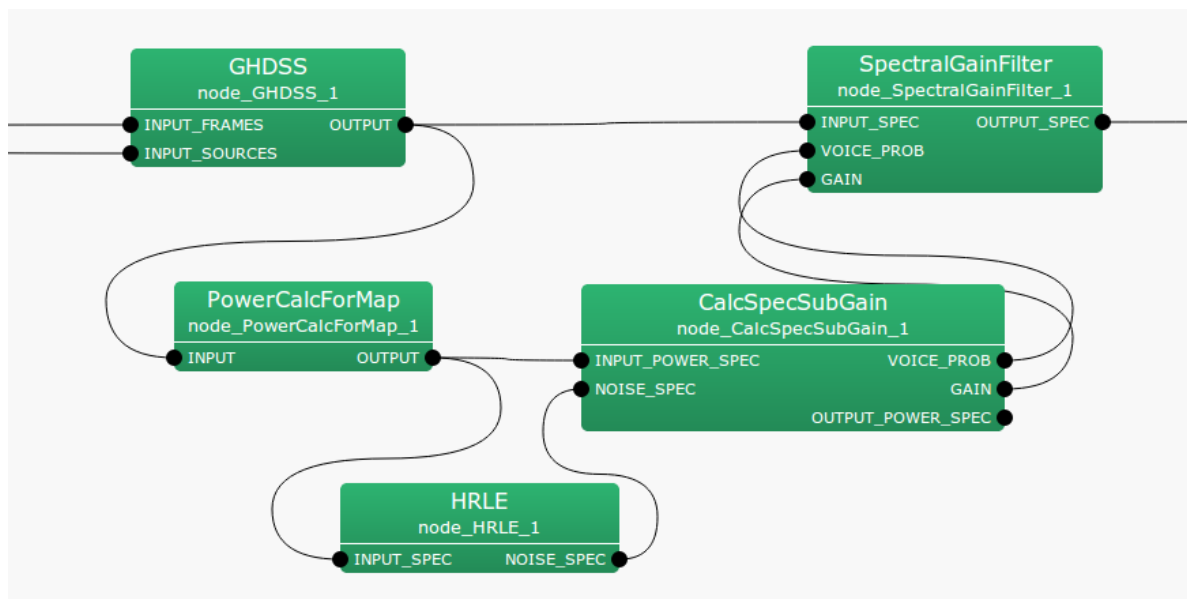 GHDSS
node_GHDSS_1
INPUT_FRAMES OUTPUT
INPUT_SOURCES
SpectralGainFilter
node_SpectralGainFilter_1
INPUT_SPEC OUTPUT_SPEC
VOICE_PROB
GAIN
PowerCalcForMap
node_PowerCalcForMap_1
INPUT OUTPUT
CalcSpecSubGain
node_CalcSpecSubGain_1
INPUT_POWER_SPEC VOICE_PROB
NOISE_SPEC GAIN
OUTPUT_POWER_SPEC
HRLE
node_HRLE_1
INPUT_SPEC NOISE_SPEC